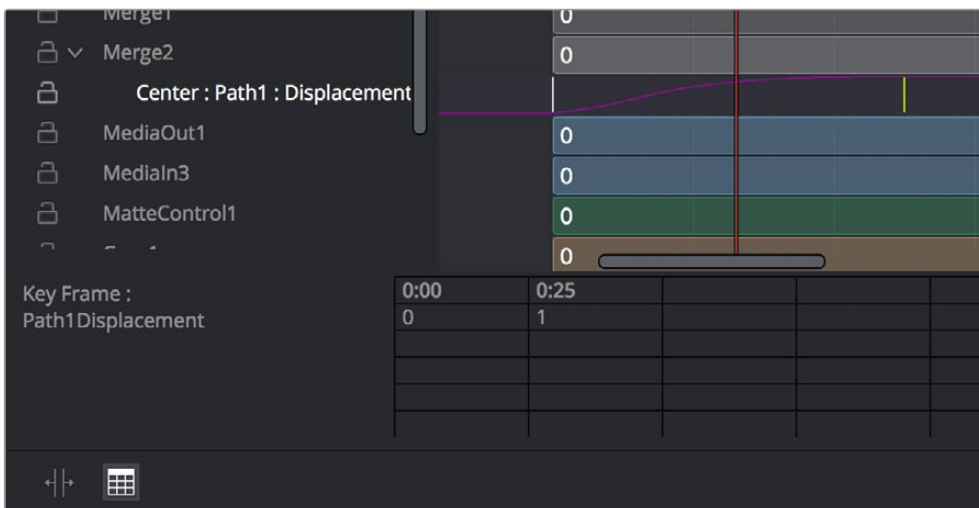 Merge1 0
Merge2 0
Center : Path1 : Displacement
MediaOut1 0
MediaIn3 0
MatteControl1 0
0
Key Frame : 0:00 0:25
Path1Displacement 0 1